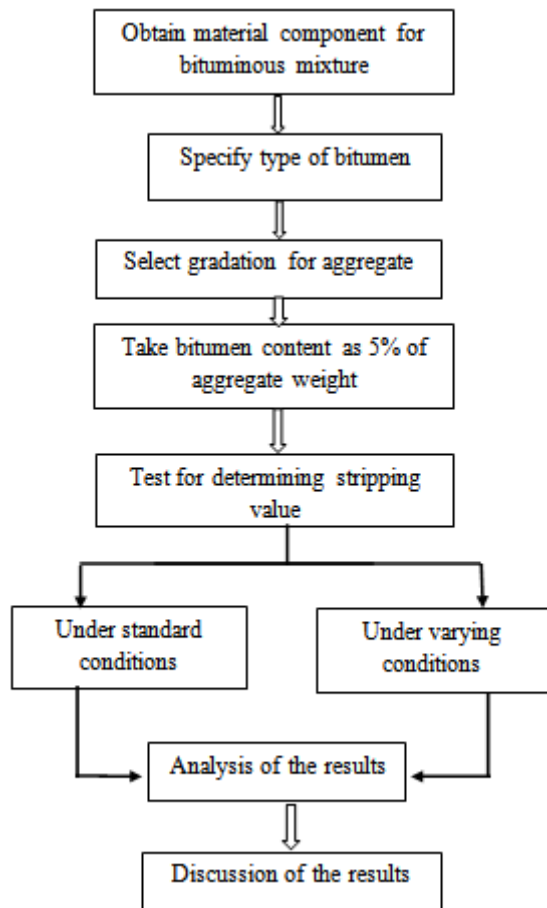 Obtain material component for
bituminous mixture
Specify type of bitumen
Select gradation for aggregate
Take bitumen content as 5% of
aggregate weight
Test for determining stripping
value
Under standard
conditions
Under varying
conditions
Analysis of the results
Discussion of the results